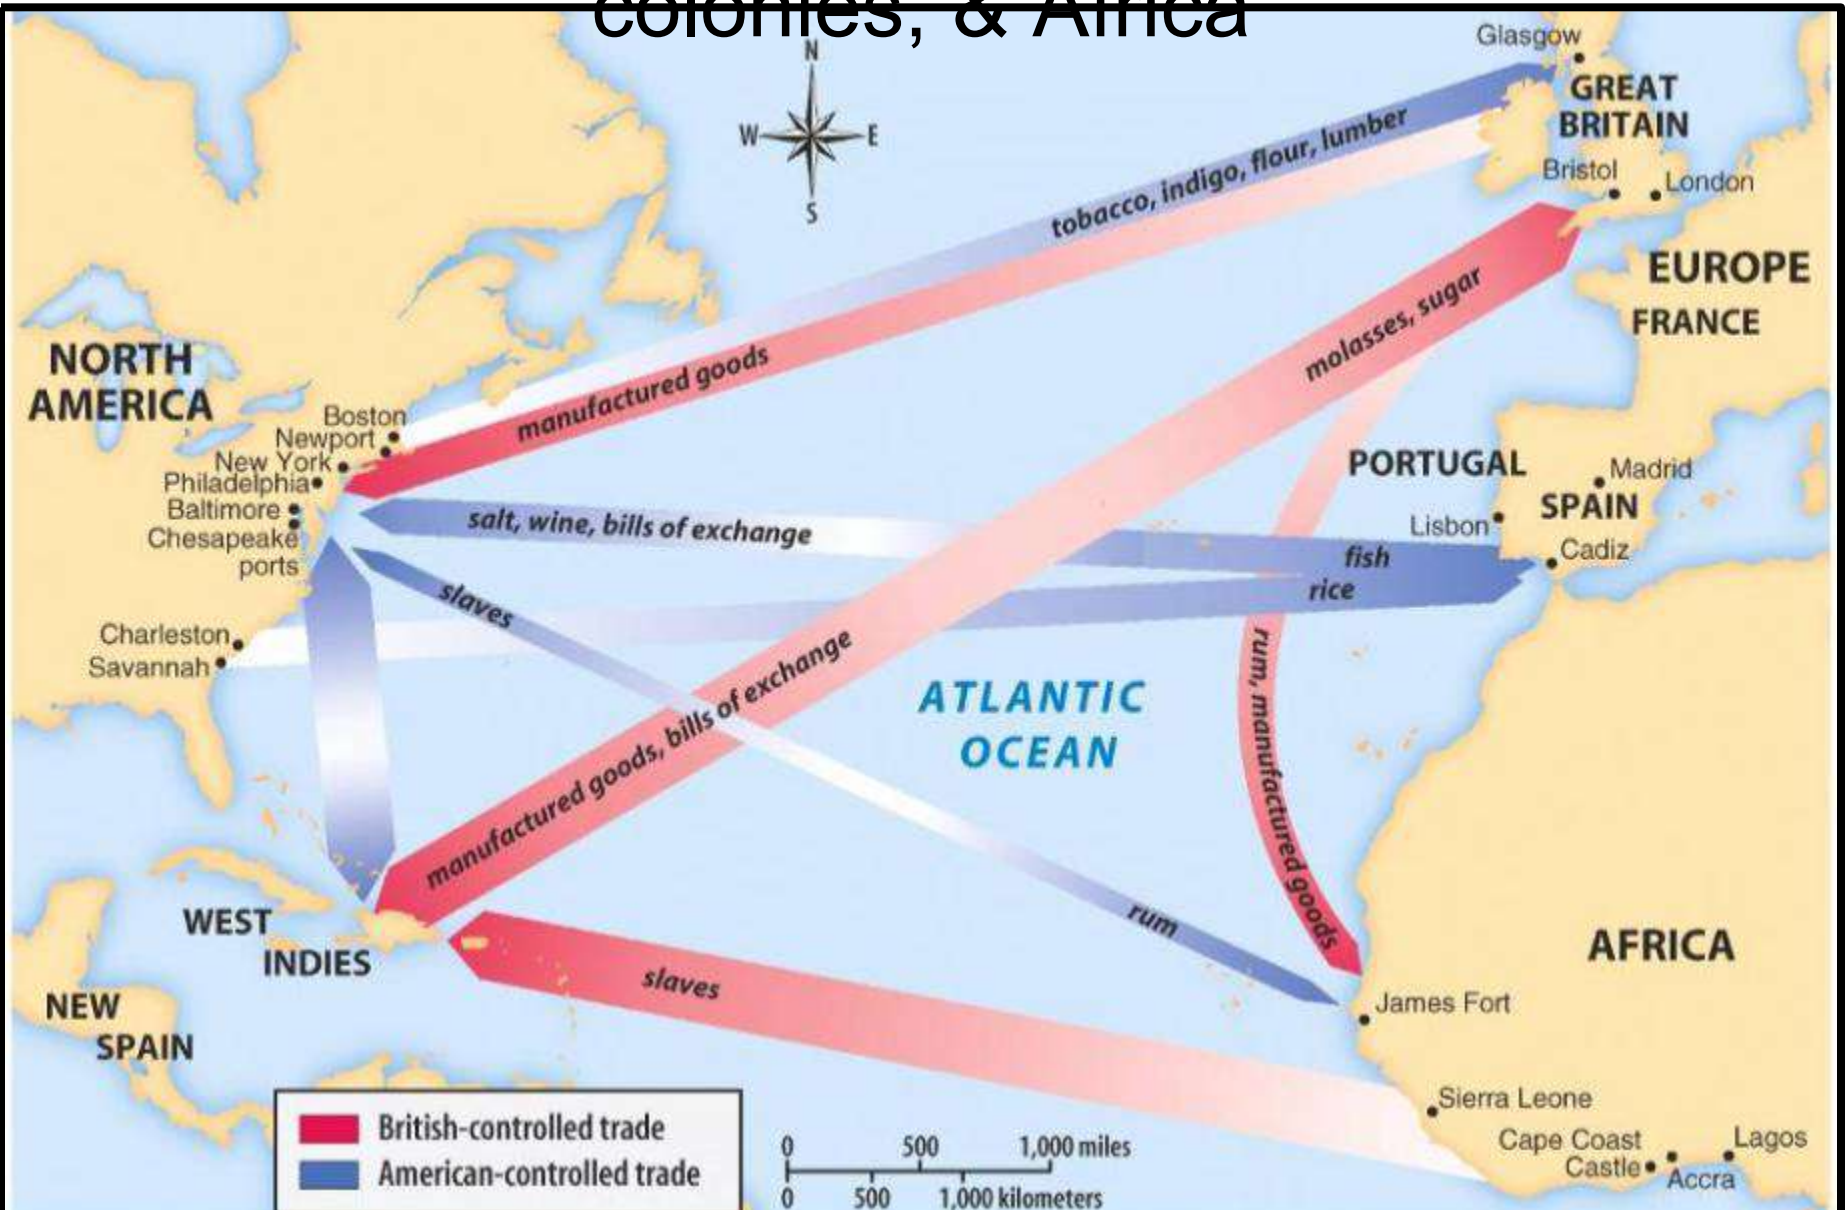 colonies, & Africa
N
W E
S
Glasgow
GREAT
BRITAIN
Bristol
London
tobacco, indigo, flour, lumber
EUROPE
FRANCE
molasses, sugar
manufactured goods
NORTH
AMERICA
Boston
Newport
New York
Philadelphia
Baltimore
Chesapeake
ports
Charleston
Savannah
PORTUGAL
Madrid
SPAIN
Lisbon
Cadiz
salt, wine, bills of exchange
fish
rice
slaves
manufactured goods, bills of exchange
rum, manufactured goods
ATLANTIC
OCEAN
rum
WEST
INDIES
slaves
AFRICA
NEW
SPAIN
James Fort
Sierra Leone
Cape Coast
Castle
Accra
Lagos
British-controlled trade
American-controlled trade
0 500 1,000 miles
0 500 1,000 kilometers